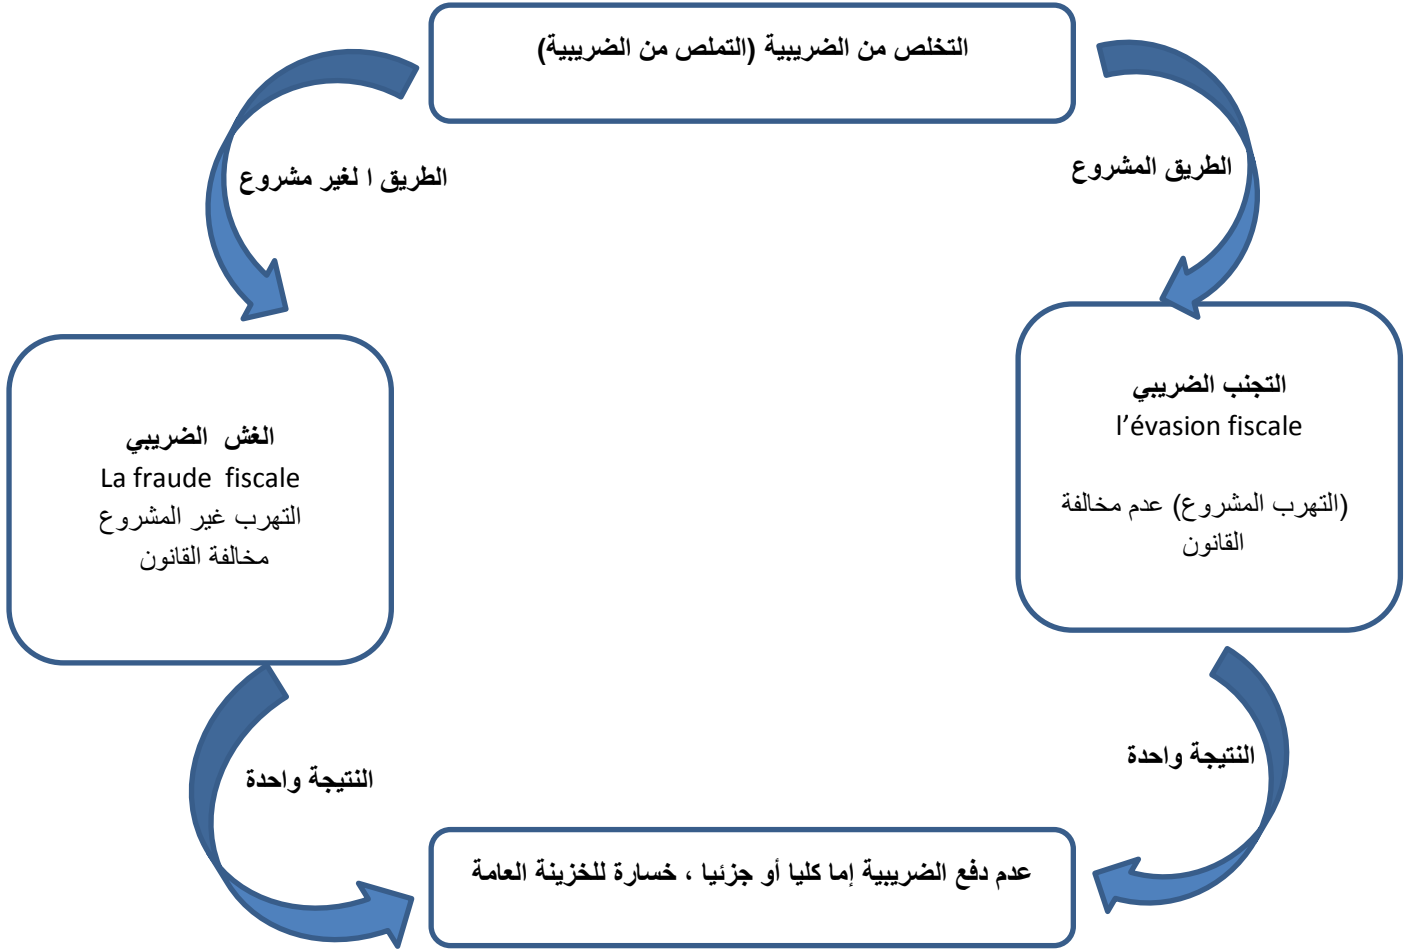 التخلص من الضريبية (التملص من الضريبية)
الطريق المشروع
الطريق ا لغير مشروع
التجنب الضريبي
l’évasion fiscale
(التهرب المشروع) عدم مخالفة
القانون
الغش الضريبي
La fraude fiscale
التهرب غير المشروع
مخالفة القانون
النتيجة واحدة
النتيجة واحدة
عدم دفع الضريبية إما كليا أو جزئيا ، خسارة للخزينة العامة